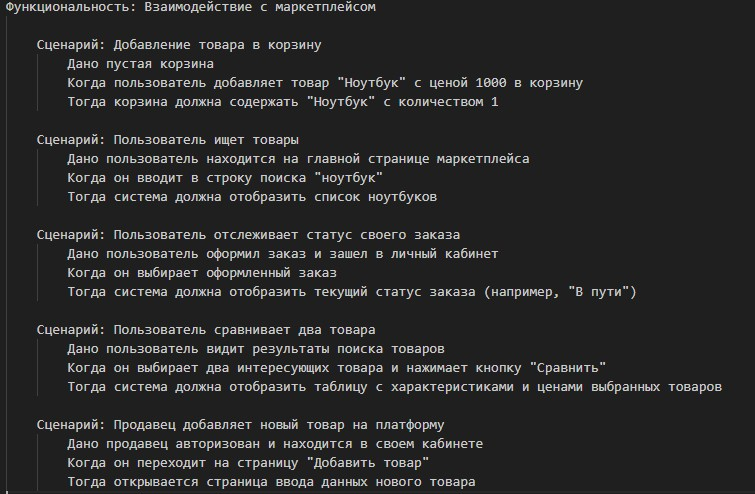 Функциональность: Взаимодействие с маркетплейсом
Сценарий: Добавление товара в корзину
Дано пустая корзина
Когда пользователь добавляет товар "Ноутбук" с ценой 1000 в корзину
Тогда корзина должна содержать "Ноутбук" с количеством 1
Сценарий: Пользователь ищет товары
Дано пользователь находится на главной странице маркетплейса
Когда он вводит в строку поиска "ноутбук"
Тогда система должна отобразить список ноутбуков
Сценарий: Пользователь отслеживает статус своего заказа
Дано пользователь оформил заказ и зашел в личный кабинет
Когда он выбирает оформленный заказ
Тогда система должна отобразить текущий статус заказа (например, "В пути")
Сценарий: Пользователь сравнивает два товара
Дано пользователь видит результаты поиска товаров
Когда он выбирает два интересующих товара и нажимает кнопку "Сравнить"
Тогда система должна отобразить таблицу с характеристиками и ценами выбранных товаров
Сценарий: Продавец добавляет новый товар на платформу
Дано продавец авторизован и находится в своем кабинете
Когда он переходит на страницу "Добавить товар"
Тогда открывается страница ввода данных нового товара